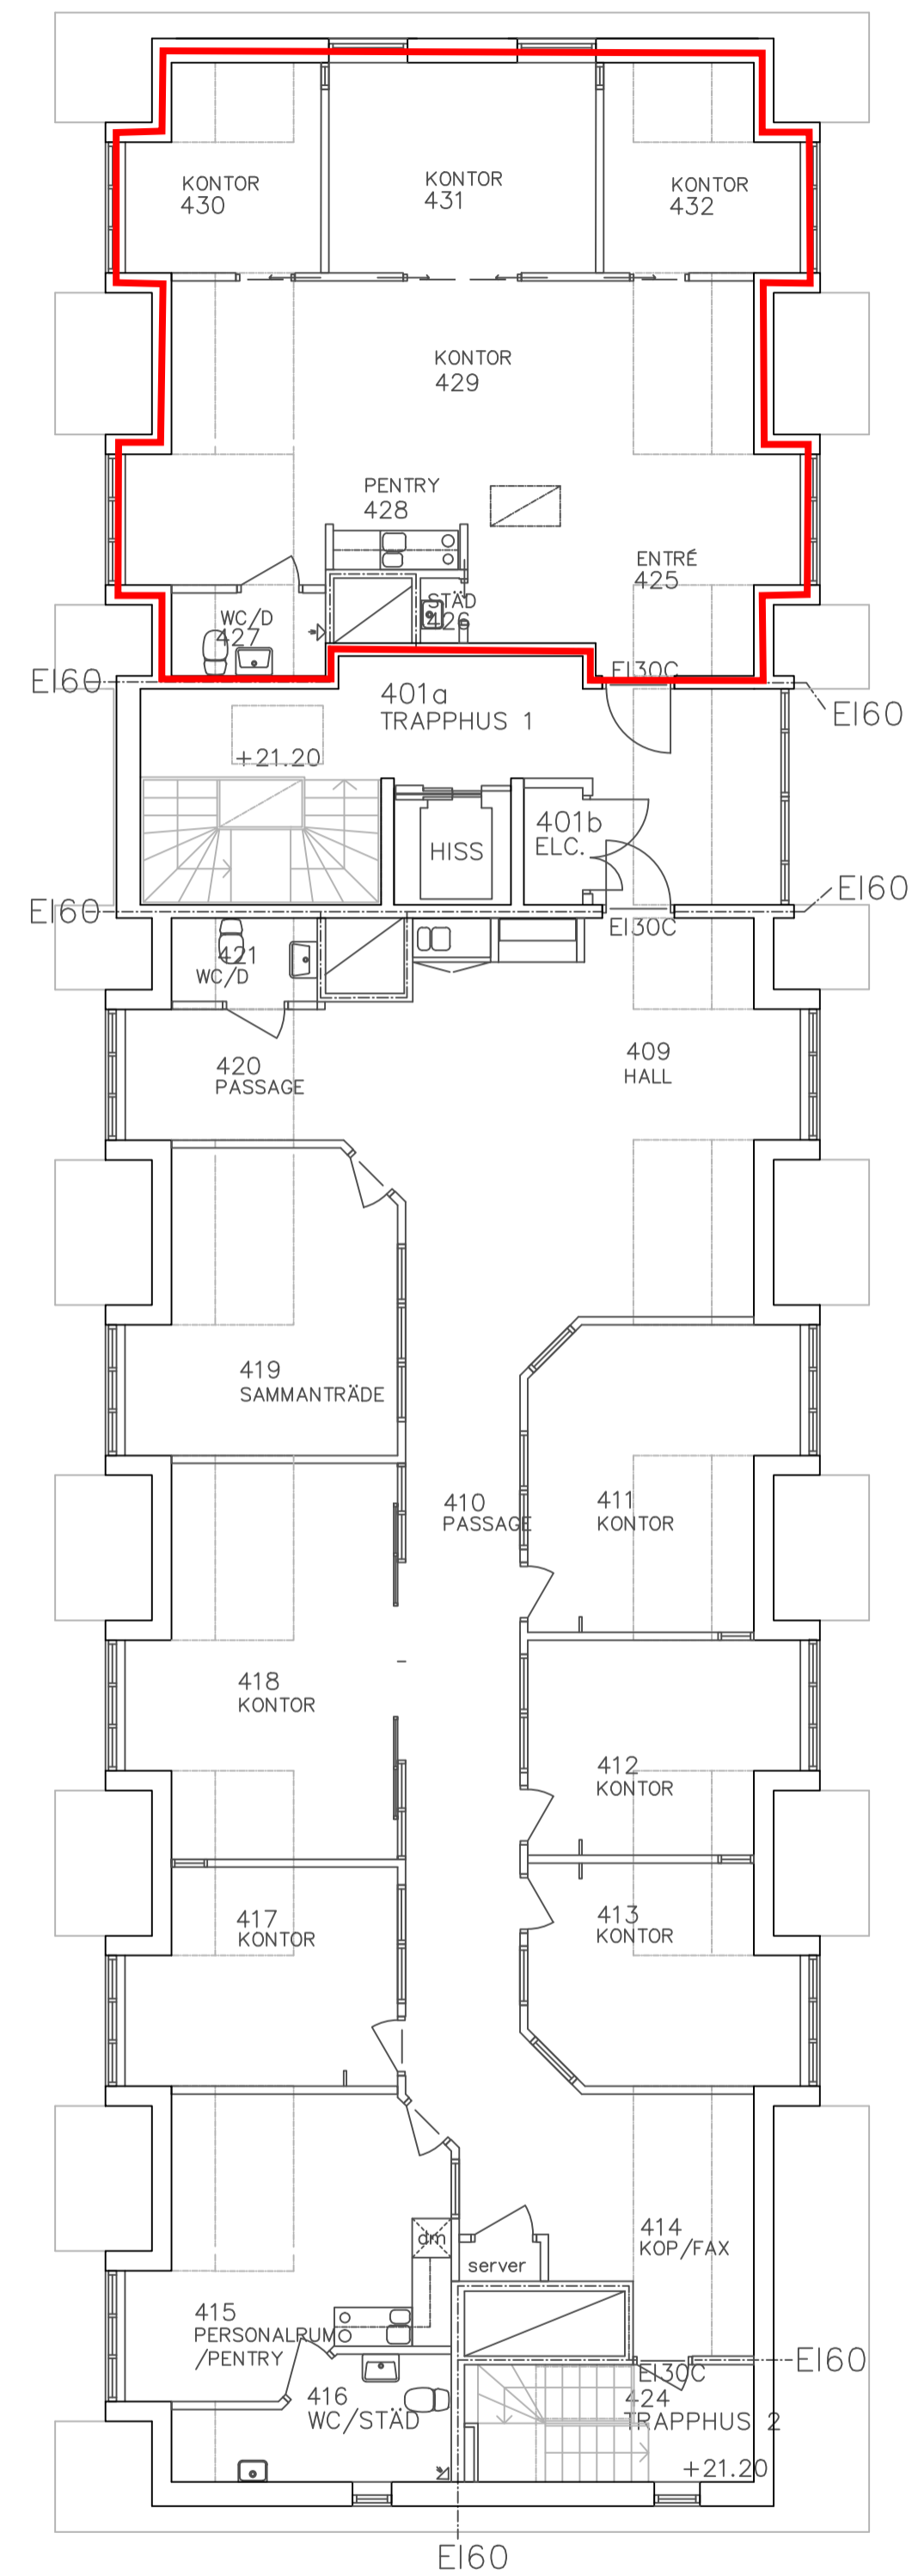 KONTOR
430
KONTOR
431
KONTOR
432
KONTOR
429
PENTRY
428
ENTRÉ
425
STÄD
426
WC/D
427
EI30C
EI60
401a
TRAPPHUS 1
EI60
+21.20
401b
ELC.
HISS
EI60
EI60
EI30C
421
WC/D
420
PASSAGE
409
HALL
419
SAMMANTRÄDE
410
PASSAGE
411
KONTOR
418
KONTOR
412
KONTOR
417
KONTOR
413
KONTOR
414
KOP/FAX
dm
server
415
PERSONALRUM
/PENTRY
EI60
EI30C
416
WC/STÄD
424
TRAPPHUS 2
+21.20
EI60